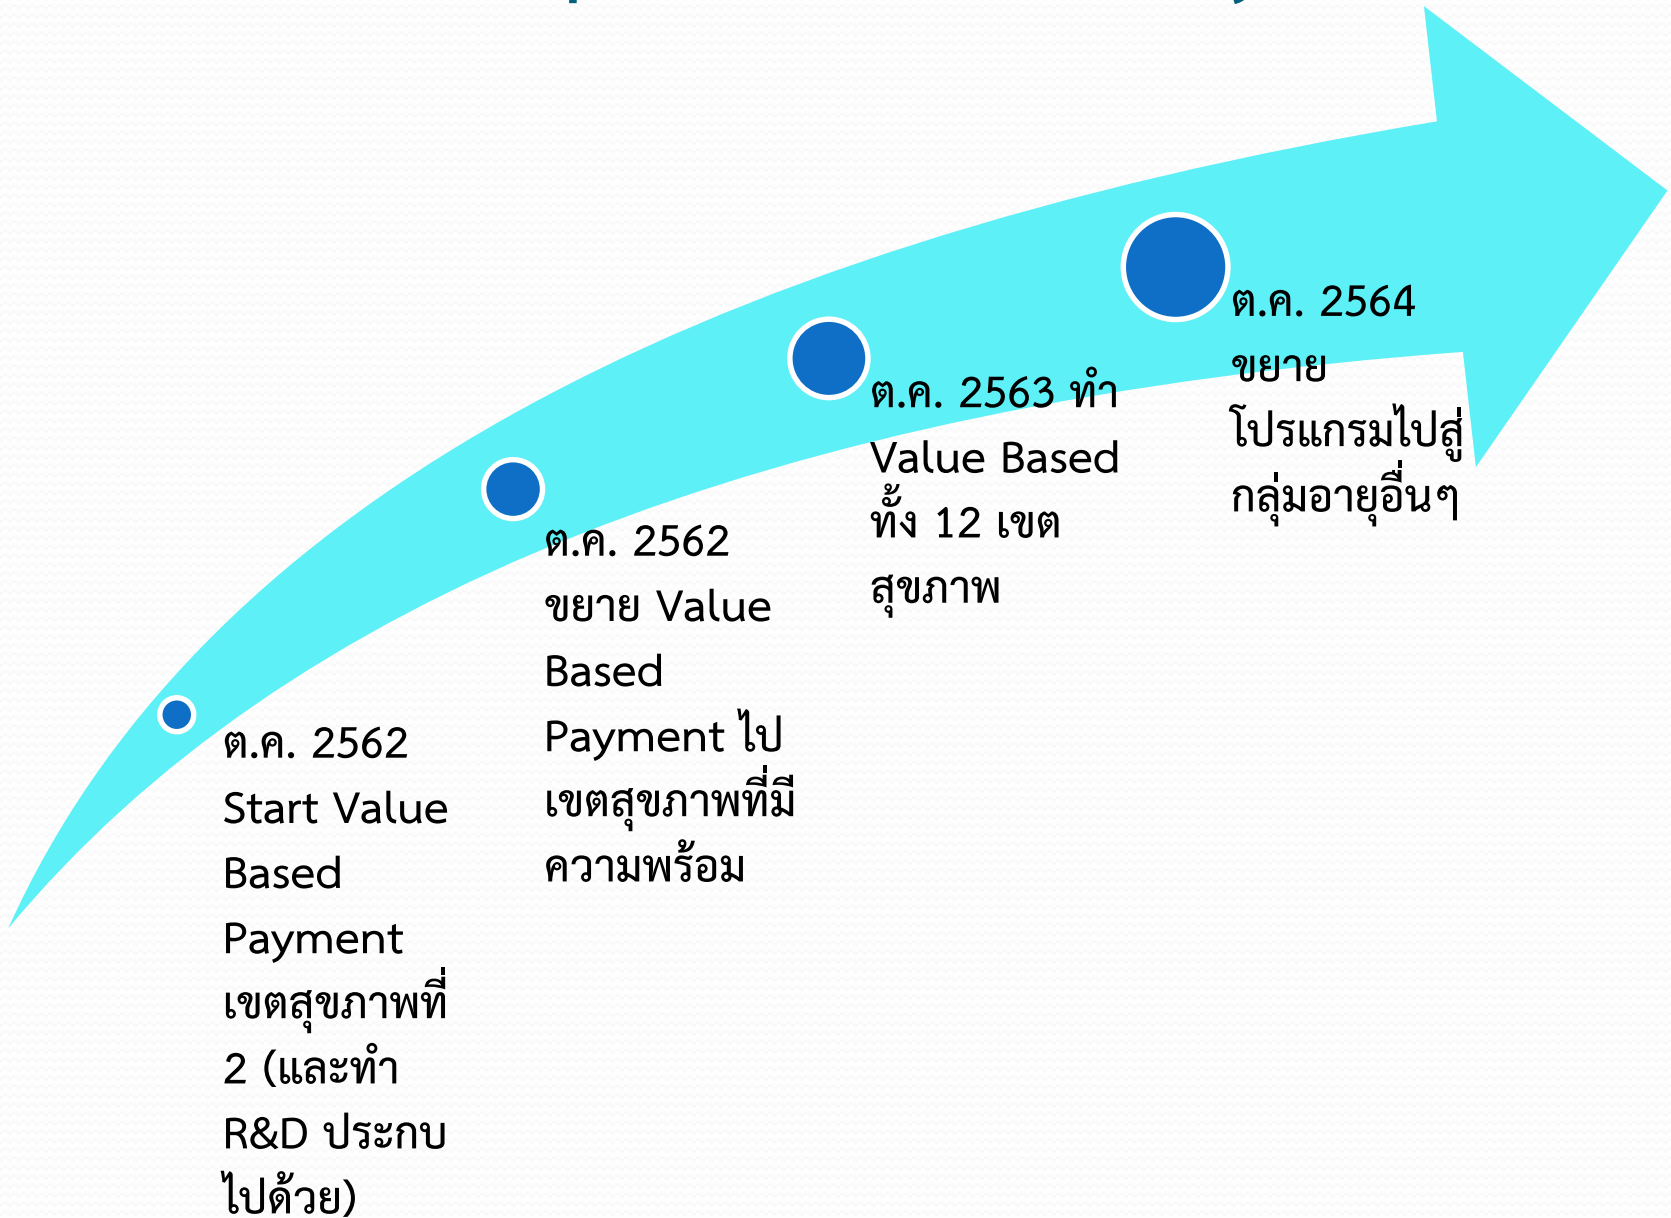 ต.ค. 2562
Start Value
Based
Payment
เขตสุขภาพที่
2 (และทำ
R&D ประกบ
ไปด้วย)
ต.ค. 2562
ขยาย Value
Based
Payment ไป
เขตสุขภาพที่มี
ความพร้อม
ต.ค. 2563 ทำ
Value Based
ทั้ง 12 เขต
สุขภาพ
ต.ค. 2564
ขยาย
โปรแกรมไปสู่
กลุ่มอายุอื่นๆ